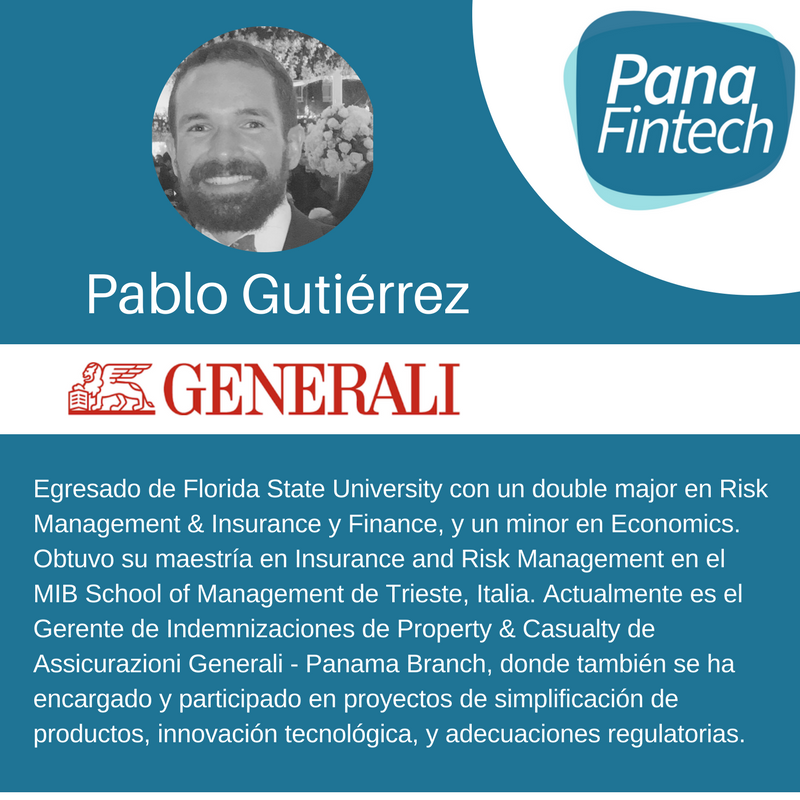 Pana
Fintech
Pablo Gutiérrez
GENERALI
Egresado de Florida State University con un double major en Risk
Management & Insurance y Finance, y un minor en Economics.
Obtuvo su maestría en Insurance and Risk Management en el
MIB School of Management de Trieste, Italia. Actualmente es el
Gerente de Indemnizaciones de Property & Casualty de
Assicurazioni Generali - Panama Branch, donde también se ha
encargado y participado en proyectos de simplificación de
productos, innovación tecnológica, y adecuaciones regulatorias.